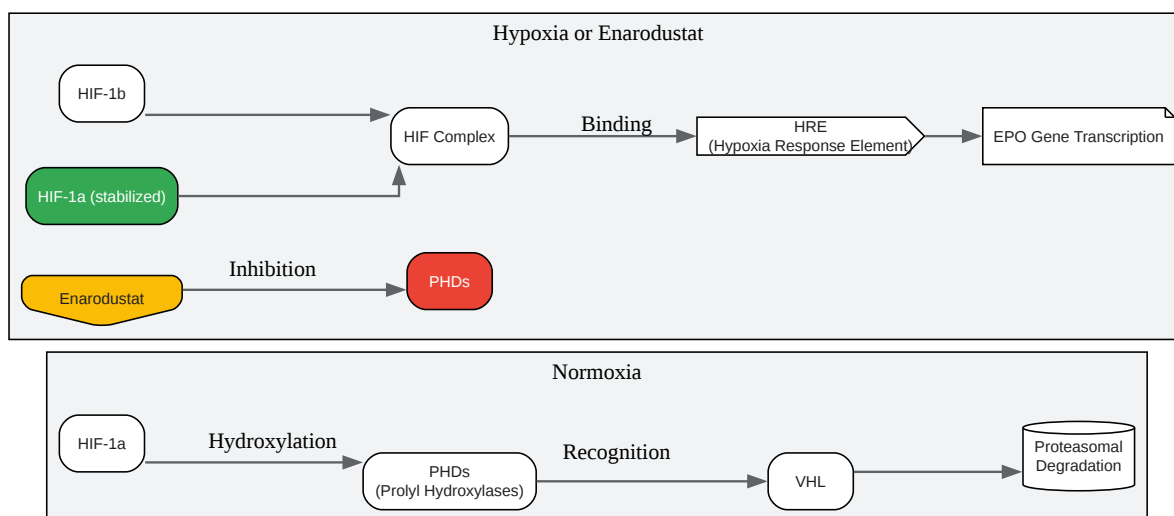 Hypoxia or Enarodustat
HIF-1b
HIF Complex
Binding
HRE
(Hypoxia Response Element)
EPO Gene Transcription
HIF-1a (stabilized)
Inhibition
PHDs
Enarodustat
Normoxia
HIF-1a
Hydroxylation
PHDs
(Prolyl Hydroxylases)
Recognition
VHL
Proteasomal
Degradation